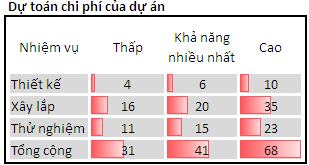 Dự toán chi phí của dự án
Nhiệm vụ Thấp Khả năng nhiều nhất Cao
Thiết kế 4 6 10
Xây lắp 16 20 35
Thử nghiệm 11 15 23
Tổng cộng 31 41 68